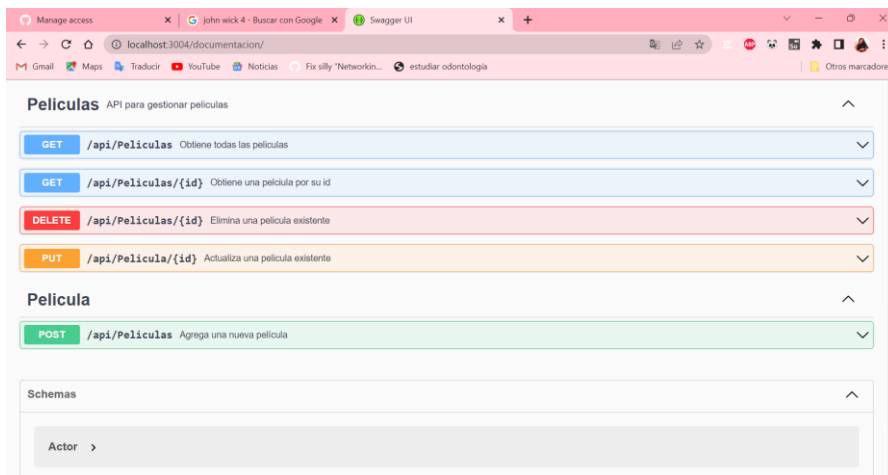 Manage access
john wick 4 - Buscar con Google
Swagger UI
localhost:3004/documentacion/
Gmail Maps Traducir YouTube Noticias Fix silly "Networkin... estudiar odontología Otros marcadore
Peliculas API para gestionar peliculas
GET /api/Peliculas Obtiene todas las peliculas
GET /api/Peliculas/{id} Obtiene una pelciula por su id
DELETE /api/Peliculas/{id} Elimina una pelicula existente
PUT /api/Pelicula/{id} Actualiza una pelicula existente
Pelicula
POST /api/Peliculas Agrega una nueva película
Schemas
Actor